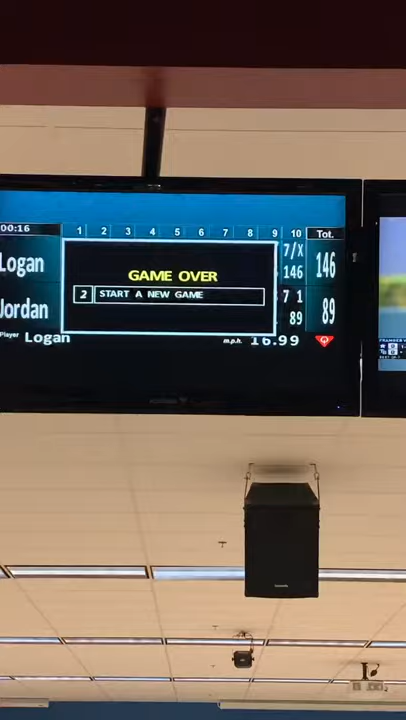 00:16 1 2 3 4 5 6 7 8 9 10 Tot.
Logan 7/X
146 146
GAME OVER
2 START A NEW GAME
Jordan 7 1
89 89
Player Logan m.p.h. 16.99